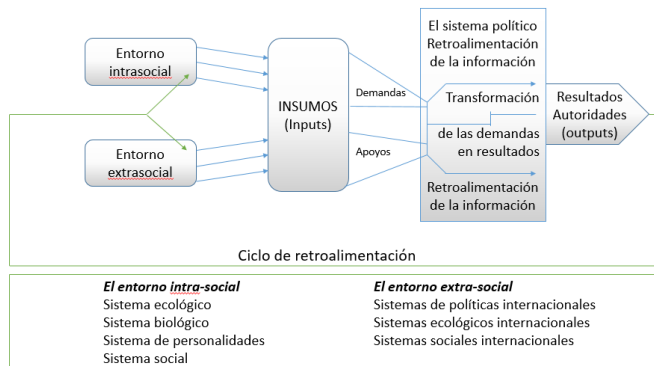 Entorno
intrasocial
Entorno
extrasocial
INSUMOS
(Inputs)
Demandas
Apoyos
El sistema político
Retroalimentación
de la información
Transformación
de las demandas
en resultados
Retroalimentación
de la información
Resultados
Autoridades
(outputs)
Ciclo de retroalimentación
El entorno intra-social
Sistema ecológico
Sistema biológico
Sistema de personalidades
Sistema social
El entorno extra-social
Sistemas de políticas internacionales
Sistemas ecológicos internacionales
Sistemas sociales internacionales